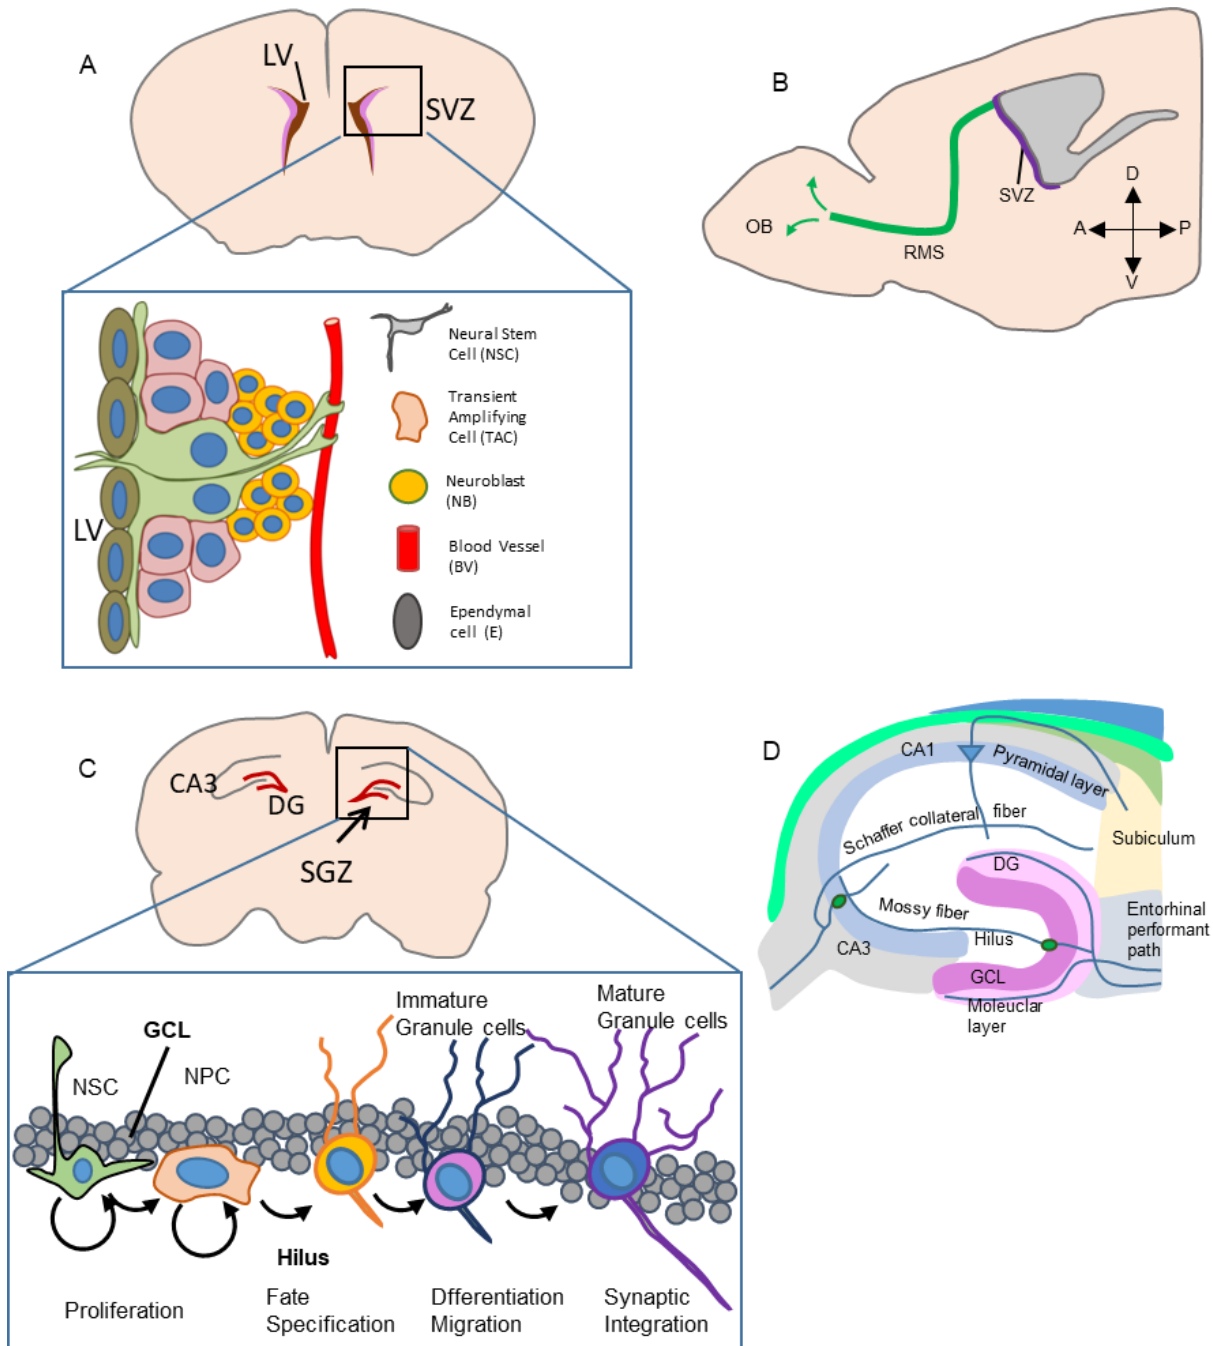 A
LV
SVZ
LV
Neural Stem
Cell (NSC)
Transient
Amplifying
Cell (TAC)
Neuroblast
(NB)
Blood Vessel
(BV)
Ependymal
cell (E)
B
SVZ
OB
RMS
D
A
P
V
C
CA3
DG
SGZ
Immature
Granule cells
Mature
Granule cells
GCL
NSC
NPC
Hilus
Proliferation
Fate
Specification
Dfferentiation
Migration
Synaptic
Integration
D
CA1
Pyramidal layer
Schaffer collateral fiber
Subiculum
DG
Mossy fiber
Entorhinal
performant
path
Hilus
CA3
GCL
Moleuclar
layer